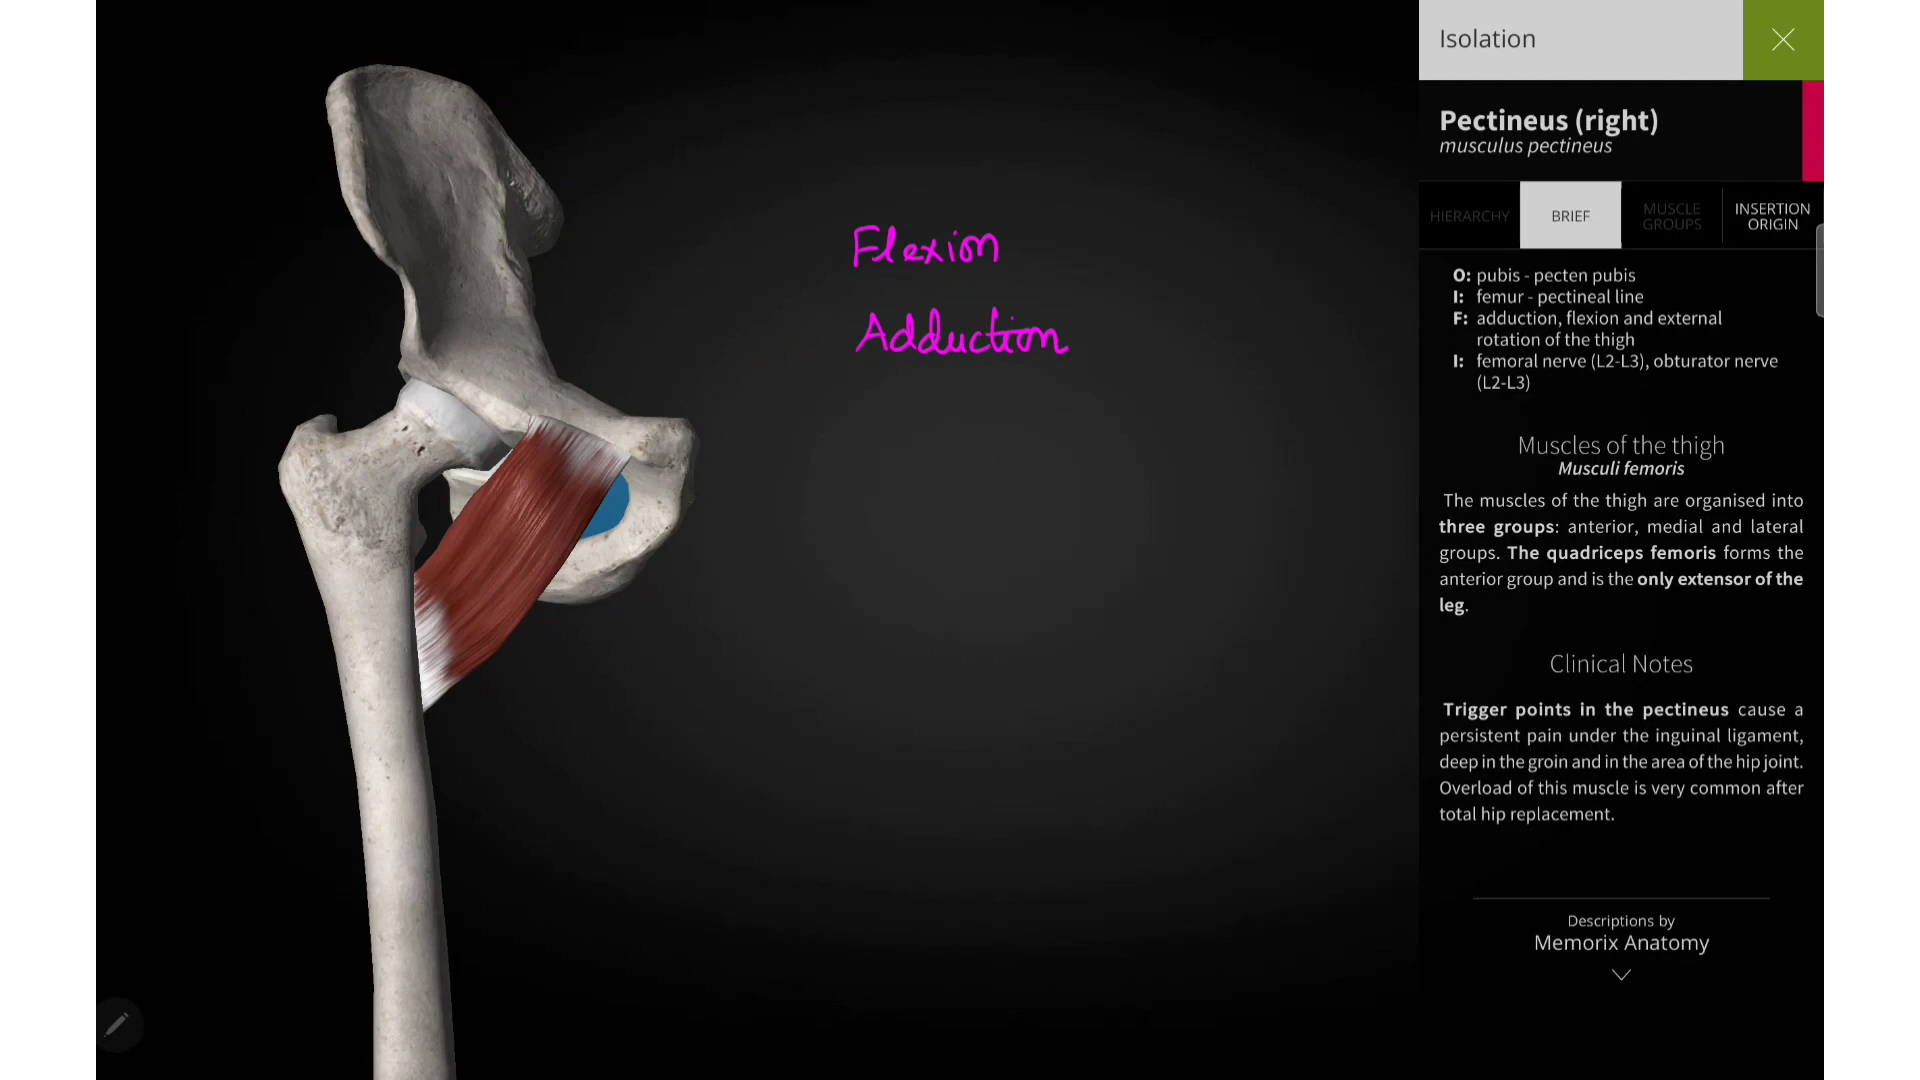 Flexion
Adduction
Isolation
Pectineus (right)
musculus pectineus
HIERARCHY
BRIEF
MUSCLE
GROUPS
INSERTION
ORIGIN
O: pubis - pecten pubis
I: femur - pectineal line
F: adduction, flexion and external
rotation of the thigh
I: femoral nerve (L2-L3), obturator nerve
(L2-L3)
Muscles of the thigh
Musculi femoris
The muscles of the thigh are organised into
three groups: anterior, medial and lateral
groups. The quadriceps femoris forms the
anterior group and is the only extensor of the
leg.
Clinical Notes
Trigger points in the pectineus cause a
persistent pain under the inguinal ligament,
deep in the groin and in the area of the hip joint.
Overload of this muscle is very common after
total hip replacement.
Descriptions by
Memorix Anatomy